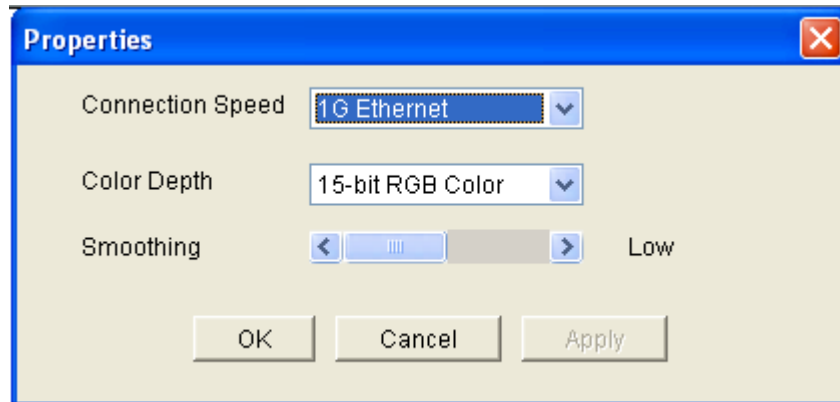 Properties
Connection Speed 1G Ethernet
Color Depth 15-bit RGB Color
Smoothing Low
OK Cancel Apply